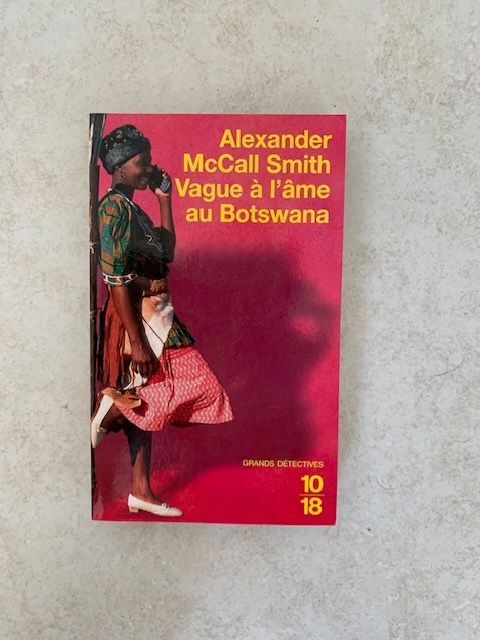 Alexander
McCall Smith
Vague à l'âme
au Botswana
GRANDS DÉTECTIVES
10
18